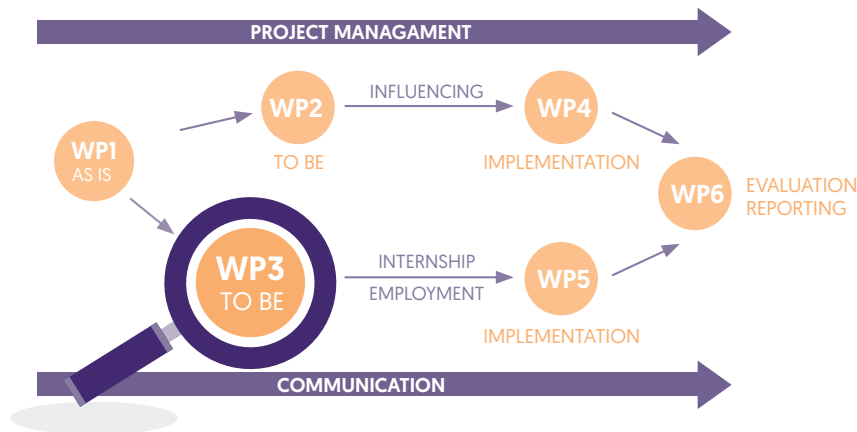 PROJECT MANAGAMENT
WP1
AS IS
WP2
TO BE
INFLUENCING
WP4
IMPLEMENTATION
WP3
TO BE
INTERNSHIP
EMPLOYMENT
WP5
IMPLEMENTATION
WP6
EVALUATION
REPORTING
COMMUNICATION